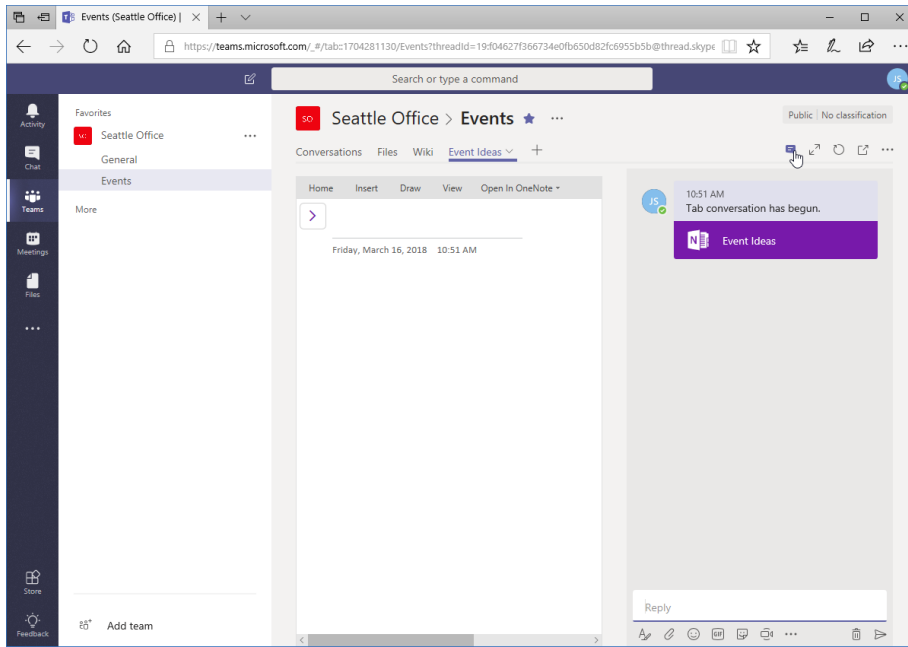 Events (Seattle Office) |
https://teams.microsoft.com/_#/tab::1704281130/Events?threadId=19:f04627f366734e0fb650d82fc6955b5b@thread.skype
Search or type a command
JS
Activity
Chat
Teams
Meetings
Files
Store
Feedback
Favorites
SO
Seattle Office
General
Events
More
Add team
SO
Seattle Office > Events
Public | No classification
Conversations Files Wiki Event Ideas
Home Insert Draw View Open In OneNote
Friday, March 16, 2018 10:51 AM
JS
10:51 AM
Tab conversation has begun.
N
Event Ideas
Reply
GIF